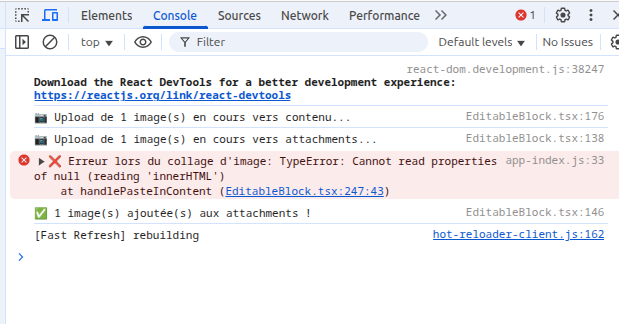 Elements Console Sources Network Performance 1
top Filter Default levels No Issues
react-dom.development.js:38247
Download the React DevTools for a better development experience:
https://reactjs.org/link/react-devtools
📷 Upload de 1 image(s) en cours vers contenu... EditableBlock.tsx:176
📷 Upload de 1 image(s) en cours vers attachments... EditableBlock.tsx:138
❌ Erreur lors du collage d'image: TypeError: Cannot read properties app-index.js:33
of null (reading 'innerHTML')
at handlePasteInContent (EditableBlock.tsx:247:43)
✅ 1 image(s) ajoutée(s) aux attachments ! EditableBlock.tsx:146
[Fast Refresh] rebuilding hot-reloader-client.js:162